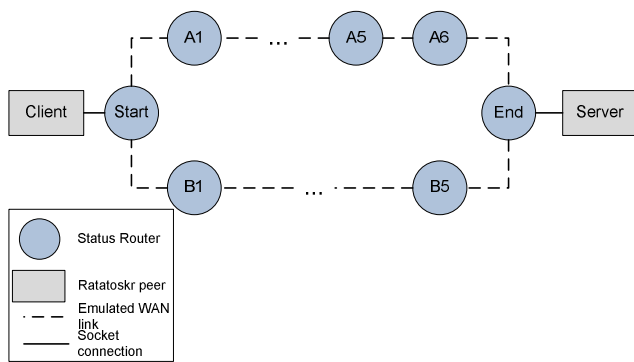 A1
...
A5
A6
Client
Start
End
Server
B1
...
B5
Status Router
Ratatoskr peer
Emulated WAN
link
Socket
connection